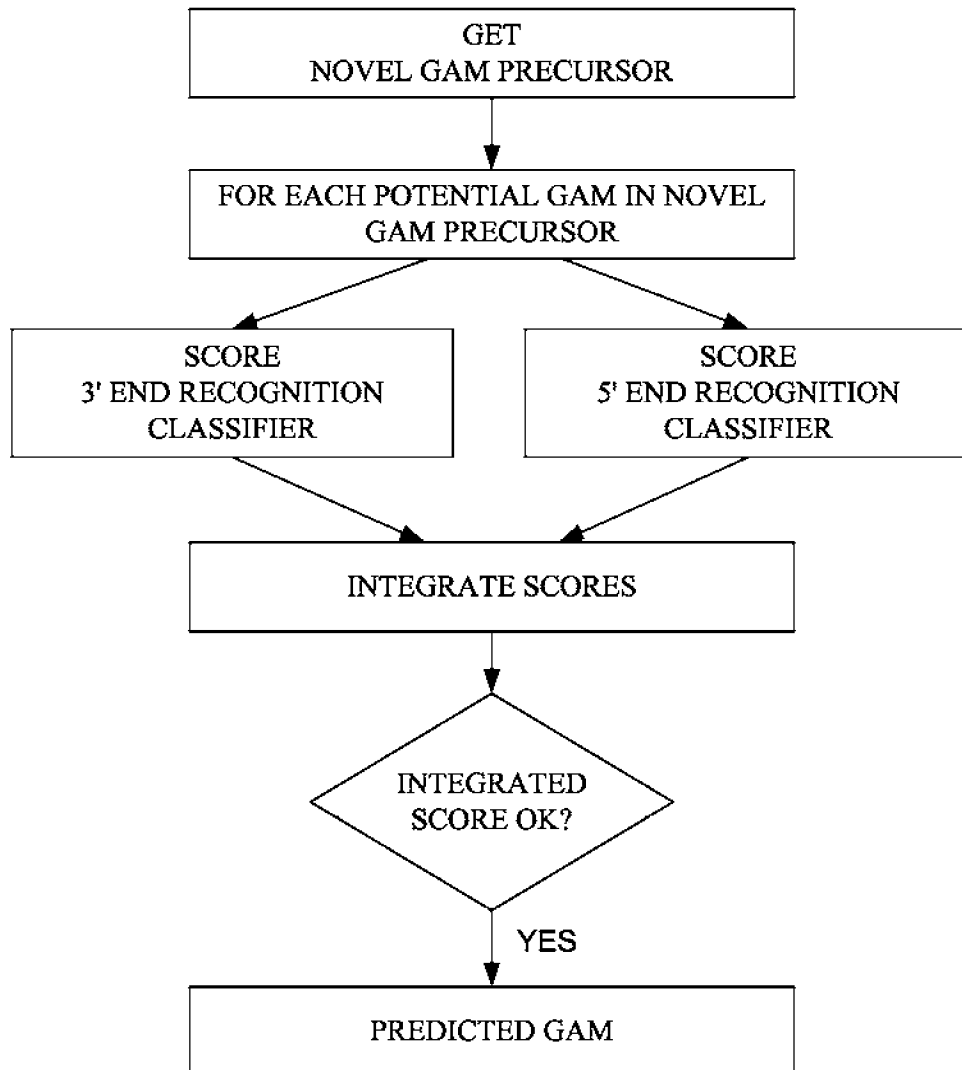 GET
NOVEL GAM PRECURSOR
FOR EACH POTENTIAL GAM IN NOVEL
GAM PRECURSOR
SCORE
3' END RECOGNITION
CLASSIFIER
SCORE
5' END RECOGNITION
CLASSIFIER
INTEGRATE SCORES
INTEGRATED
SCORE OK?
YES
PREDICTED GAM